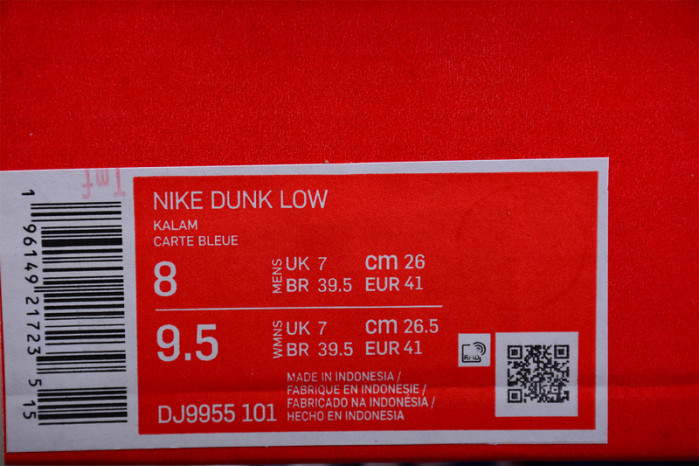 NIKE DUNK LOW
KALAM
CARTE BLEUE
8
MENS
UK 7
cm 26
BR 39.5
EUR 41
9.5
WMNS
UK 7
cm 26.5
BR 39.5
EUR 41
RFID
MADE IN INDONESIA /
FABRIQUE EN INDONESIE /
FABRICADO NA INDONÉSIA /
HECHO EN INDONESIA
DJ9955 101
1 96149 21723 5 15